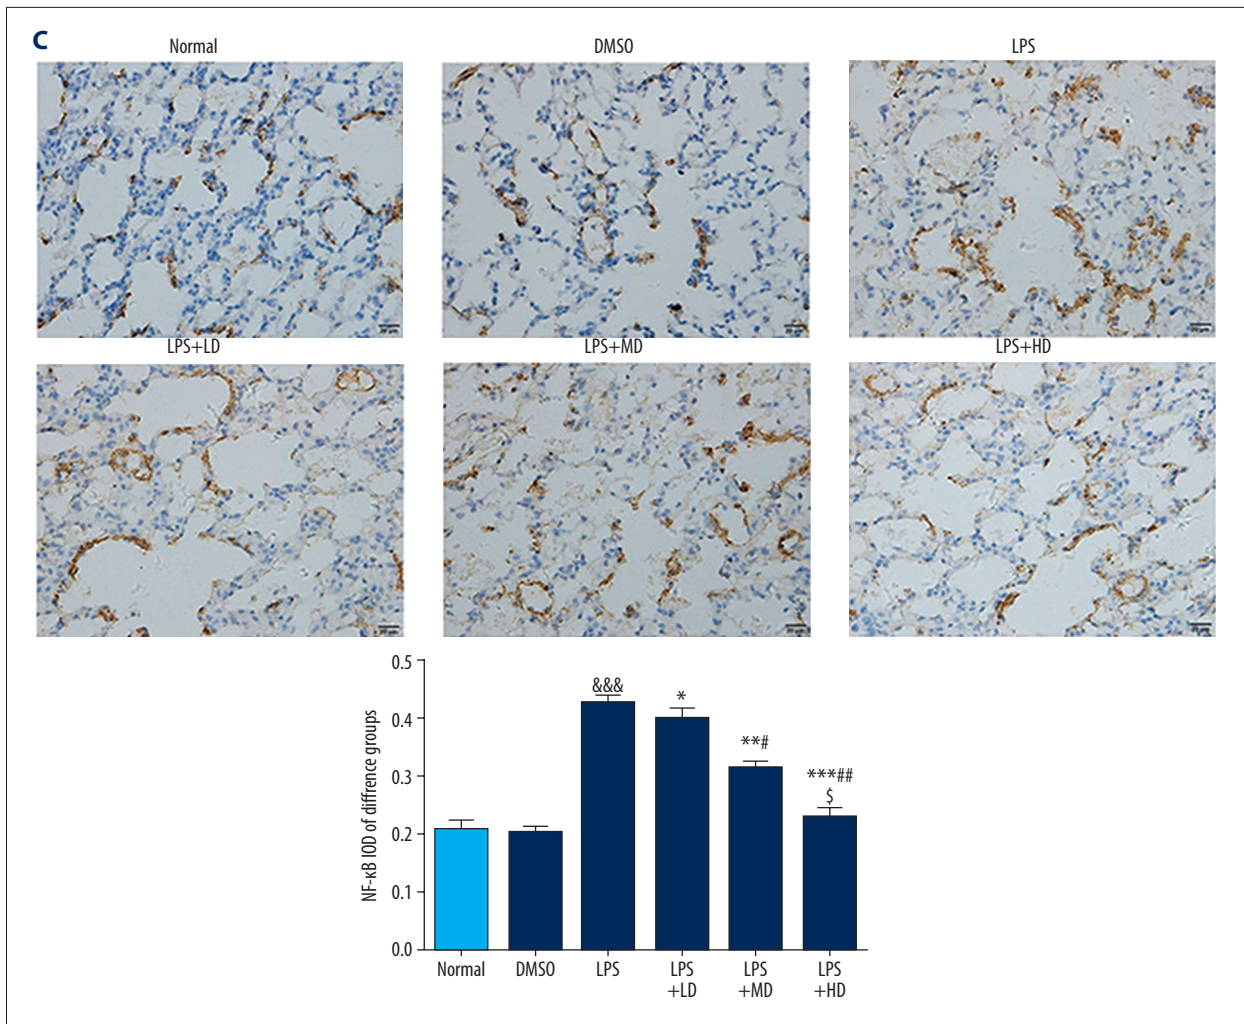 C
Normal
DMSO
LPS
LPS+LD
LPS+MD
LPS+HD
NF-κB IOD of diffrence groups
0.5
0.4
0.3
0.2
0.1
0.0
&&&
*
**#
***##
$
Normal
DMSO
LPS
LPS
+LD
LPS
+MD
LPS
+HD